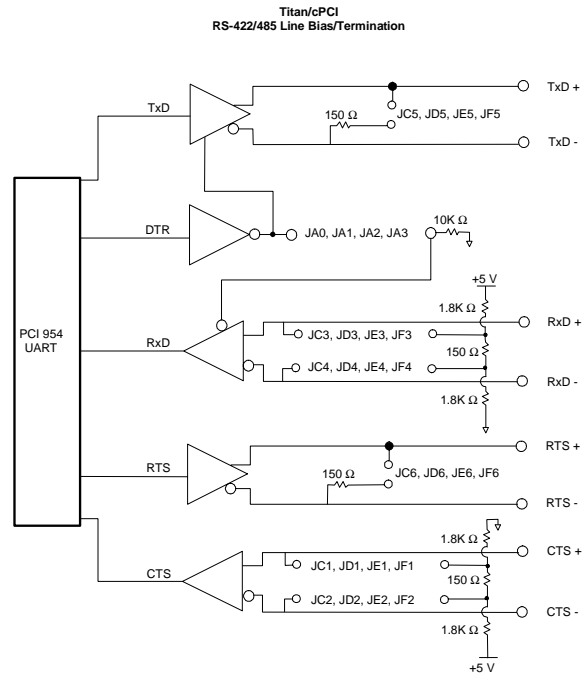 Titan/cPCI
RS-422/485 Line Bias/Termination
TxD
TxD +
150 Ω
JC5, JD5, JE5, JF5
TxD -
DTR
JA0, JA1, JA2, JA3
10K Ω
+5 V
1.8K Ω
PCI 954
UART
RxD
RxD +
JC3, JD3, JE3, JF3
150 Ω
JC4, JD4, JE4, JF4
RxD -
1.8K Ω
RTS
RTS +
150 Ω
JC6, JD6, JE6, JF6
RTS -
1.8K Ω
CTS
CTS +
JC1, JD1, JE1, JF1
150 Ω
JC2, JD2, JE2, JF2
CTS -
1.8K Ω
+5 V